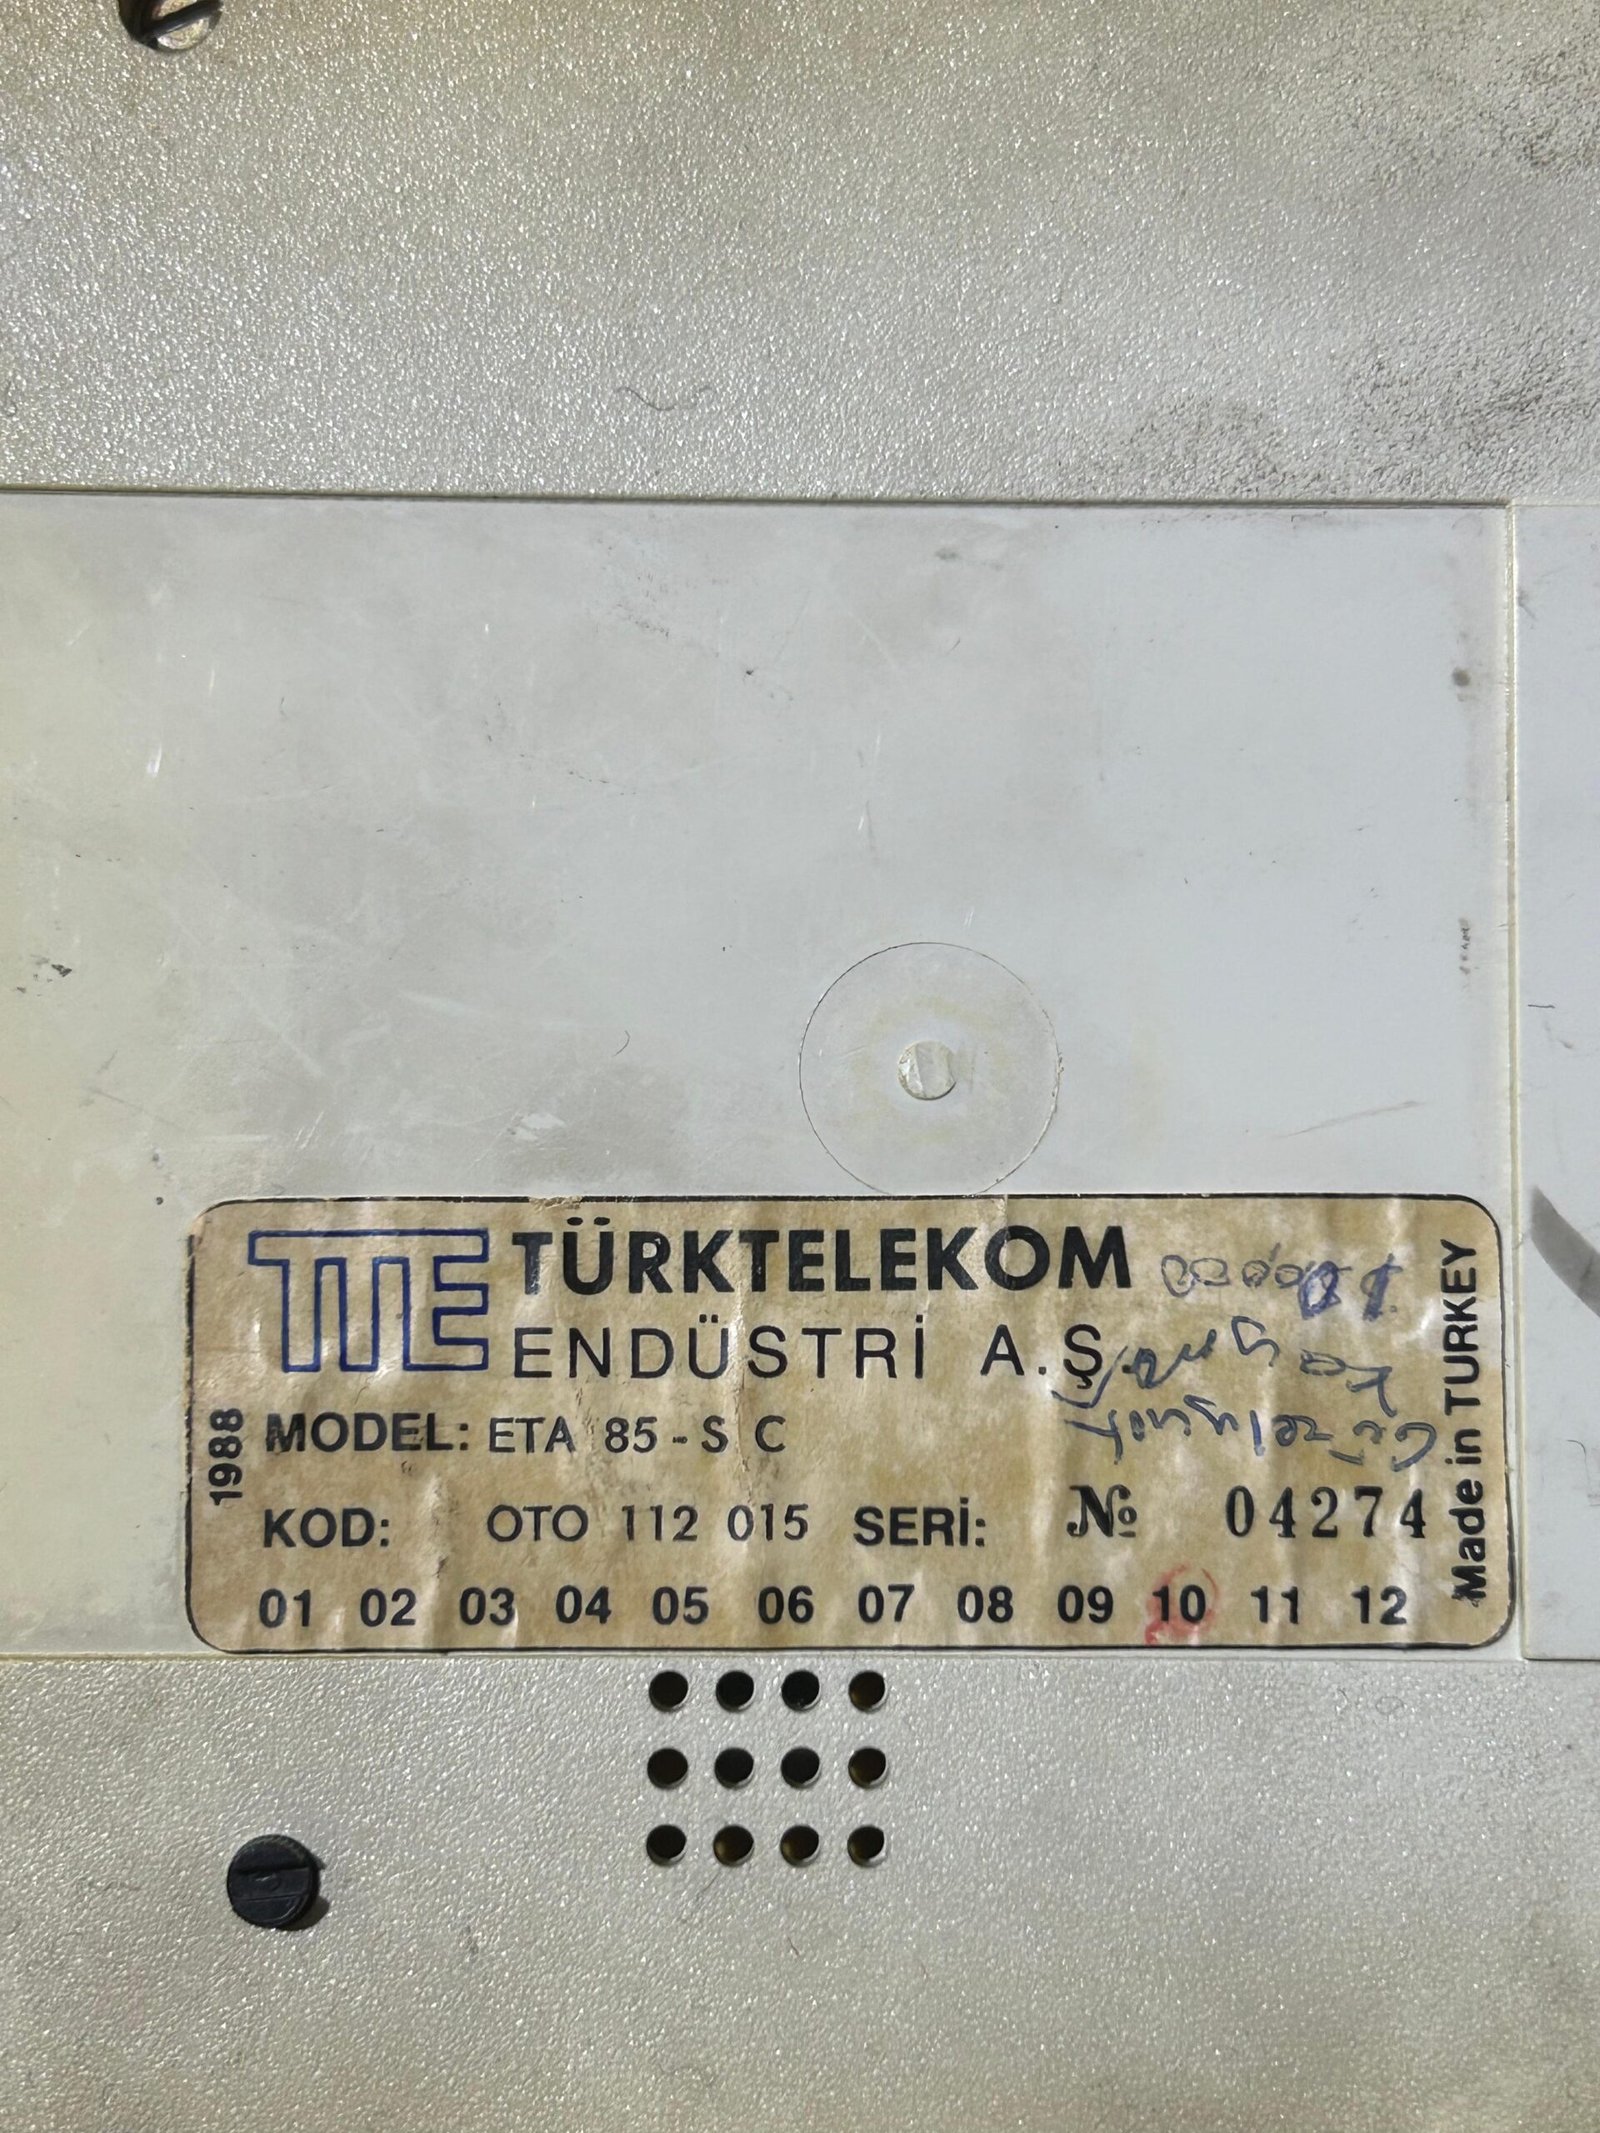 TTE TÜRKTELEKOM
ENDÜSTRİ A.Ş.
1988
MODEL: ETA 85-SC
KOD: OTO 112 015 SERİ: № 04274
01 02 03 04 05 06 07 08 09 10 11 12
Made in TURKEY